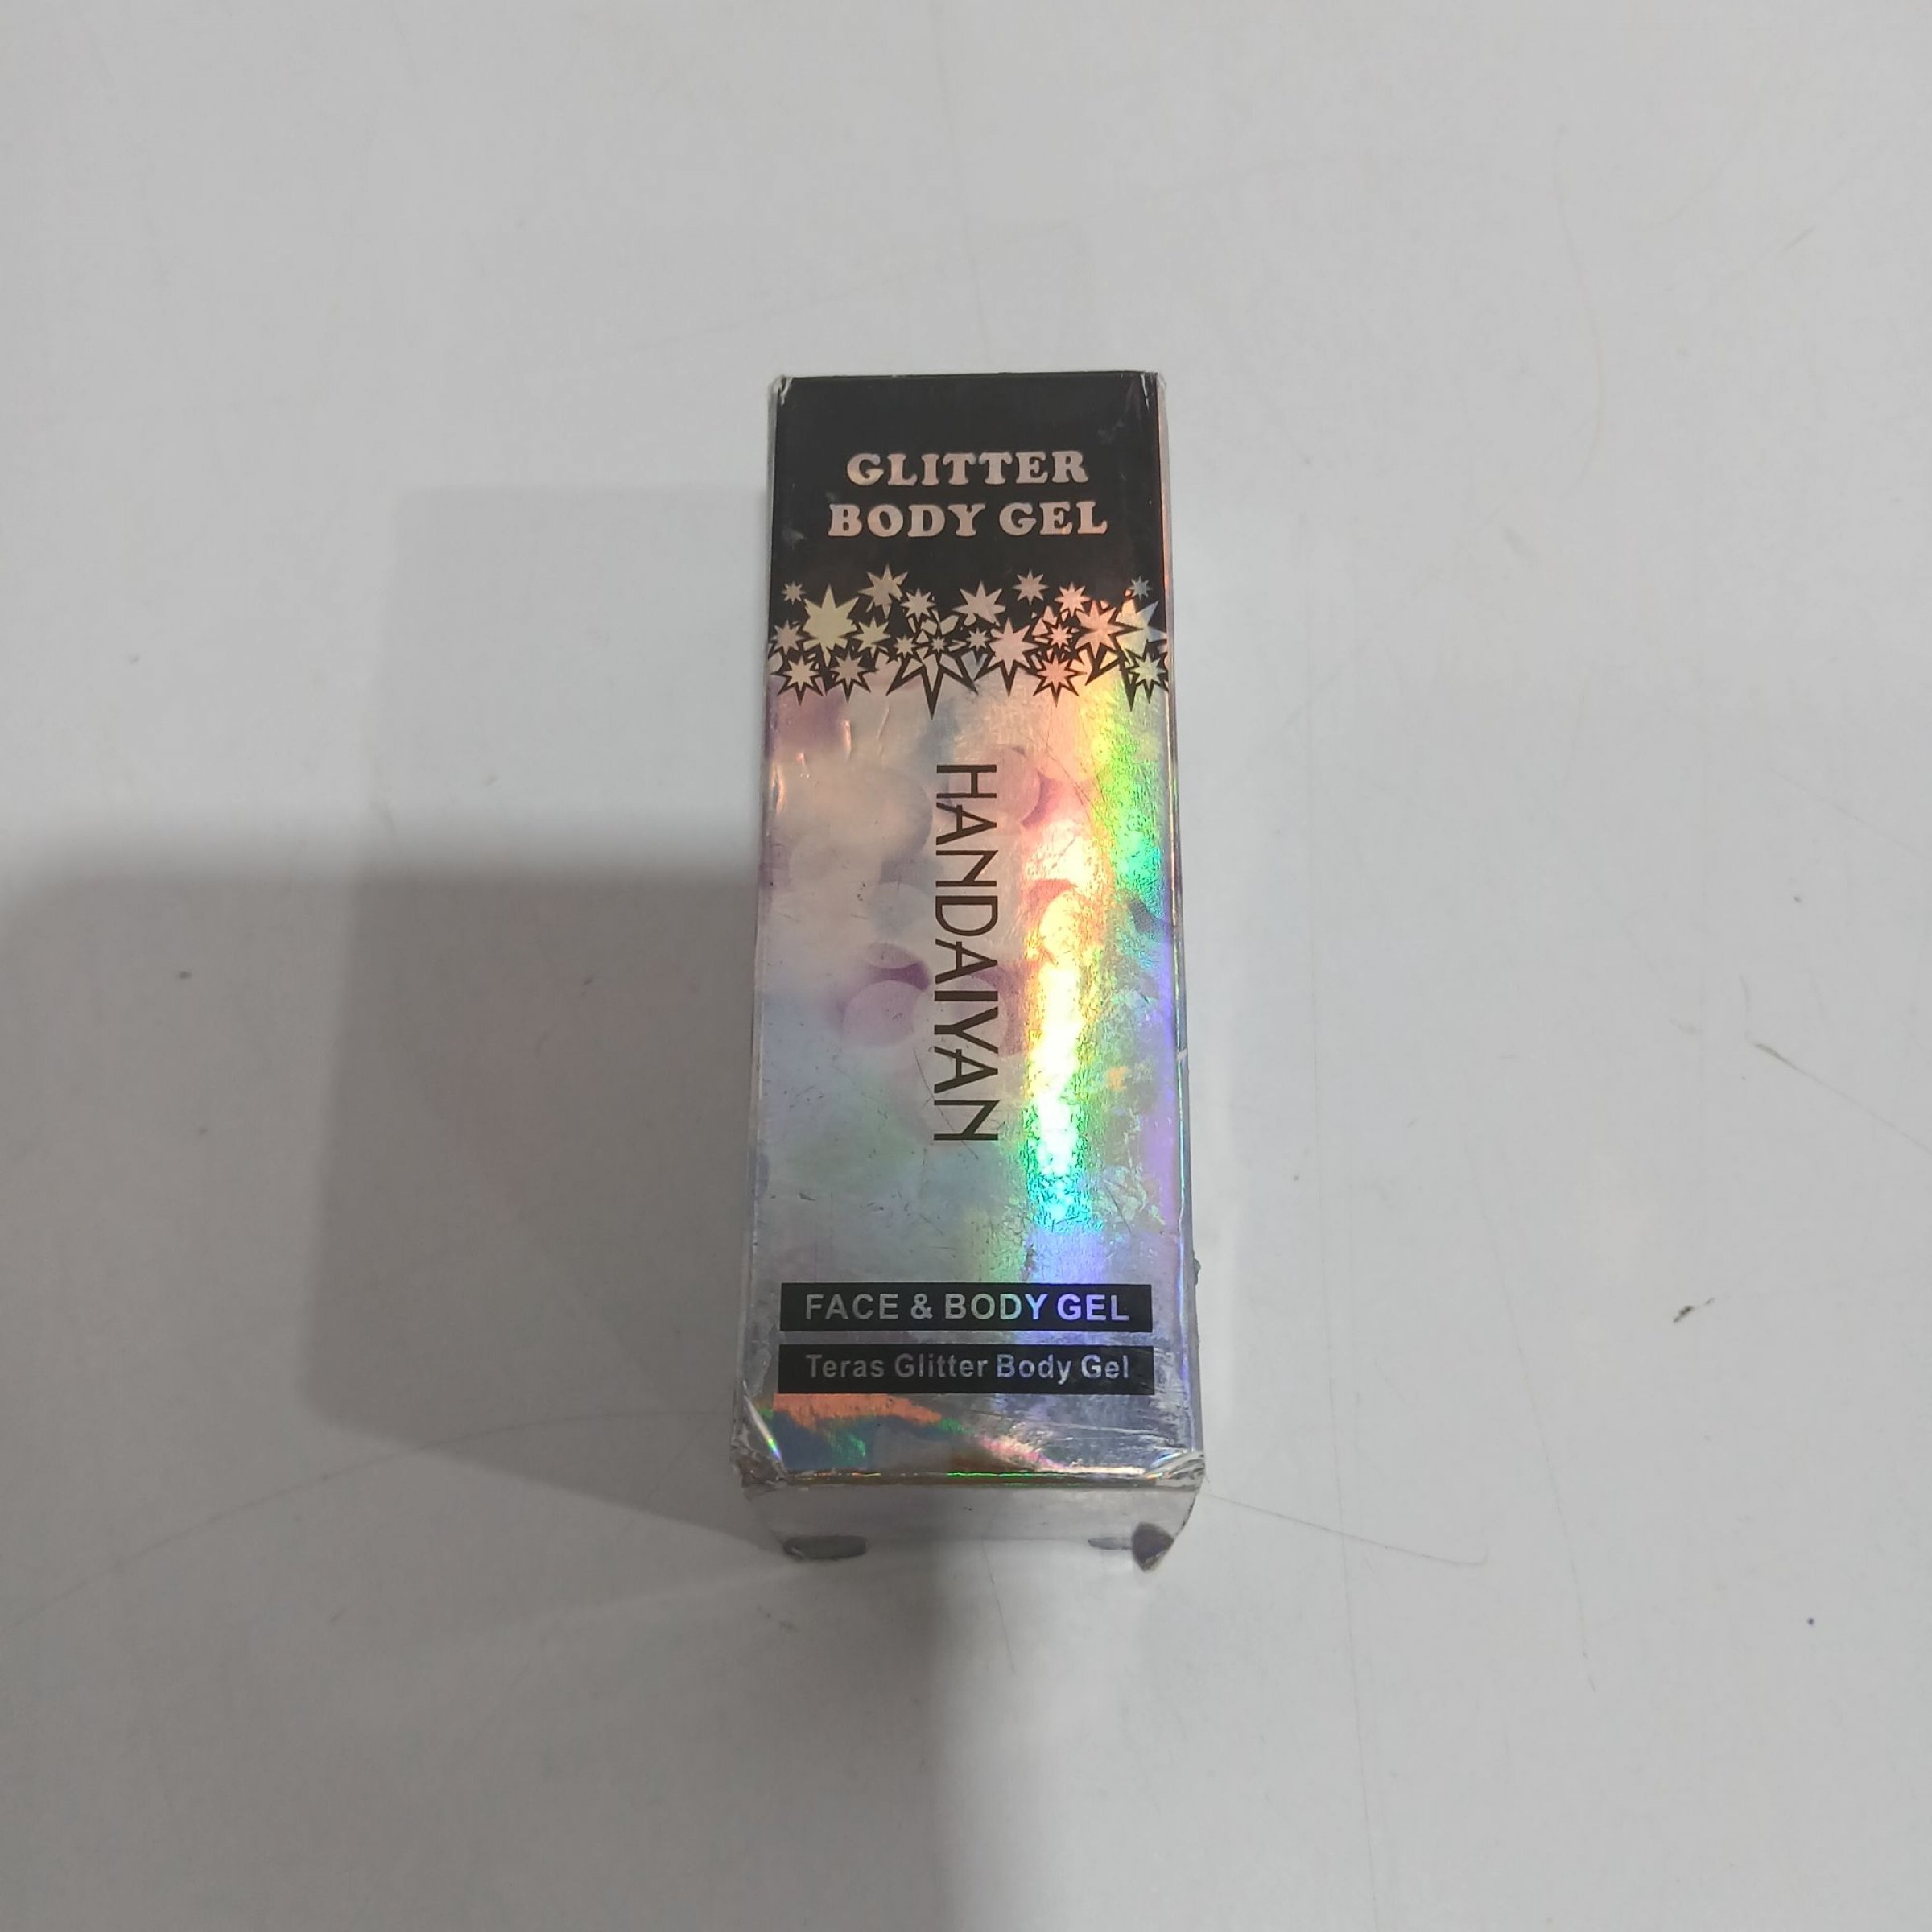 GLITTER
BODY GEL
HANDAIYAN
FACE & BODY GEL
Teras Glitter Body Gel